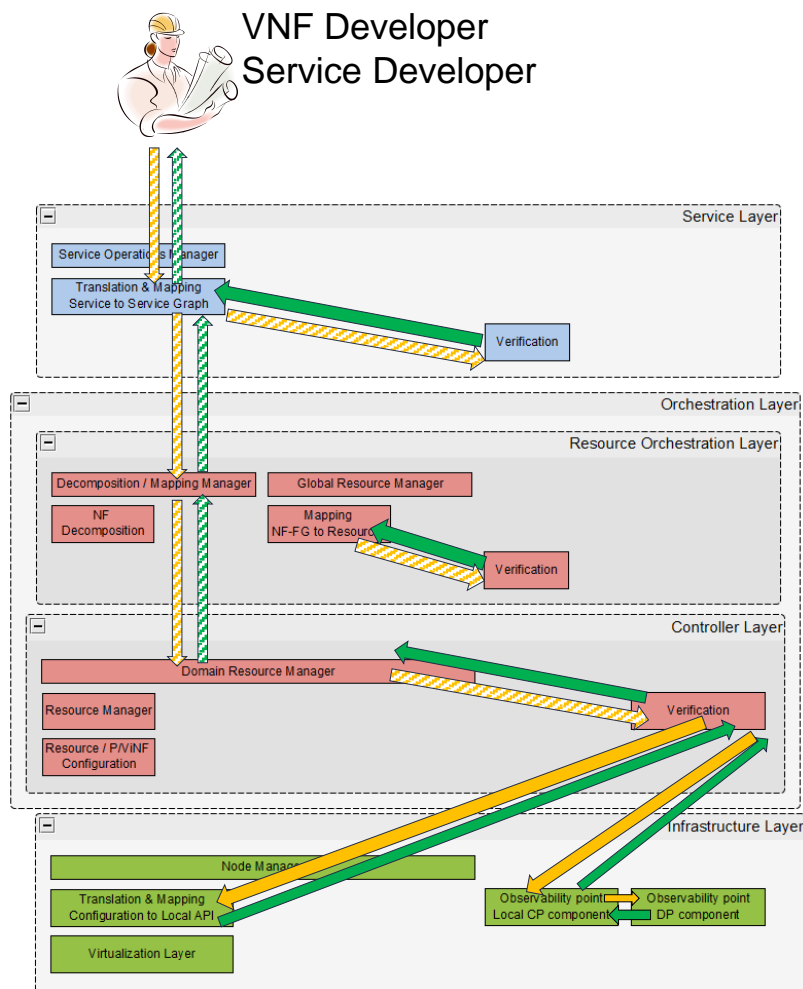 VNF Developer
Service Developer
Service Layer
Service Operations Manager
Translation & Mapping
Service to Service Graph
Verification
Orchestration Layer
Resource Orchestration Layer
Decomposition / Mapping Manager
Global Resource Manager
NF
Decomposition
Mapping
NF-FG to Resource
Verification
Controller Layer
Domain Resource Manager
Resource Manager
Verification
Resource / P/ViNF
Configuration
Infrastructure Layer
Node Manag
Translation & Mapping
Configuration to Local API
Observability point
Local CP component
Observability point
DP component
Virtualization Layer